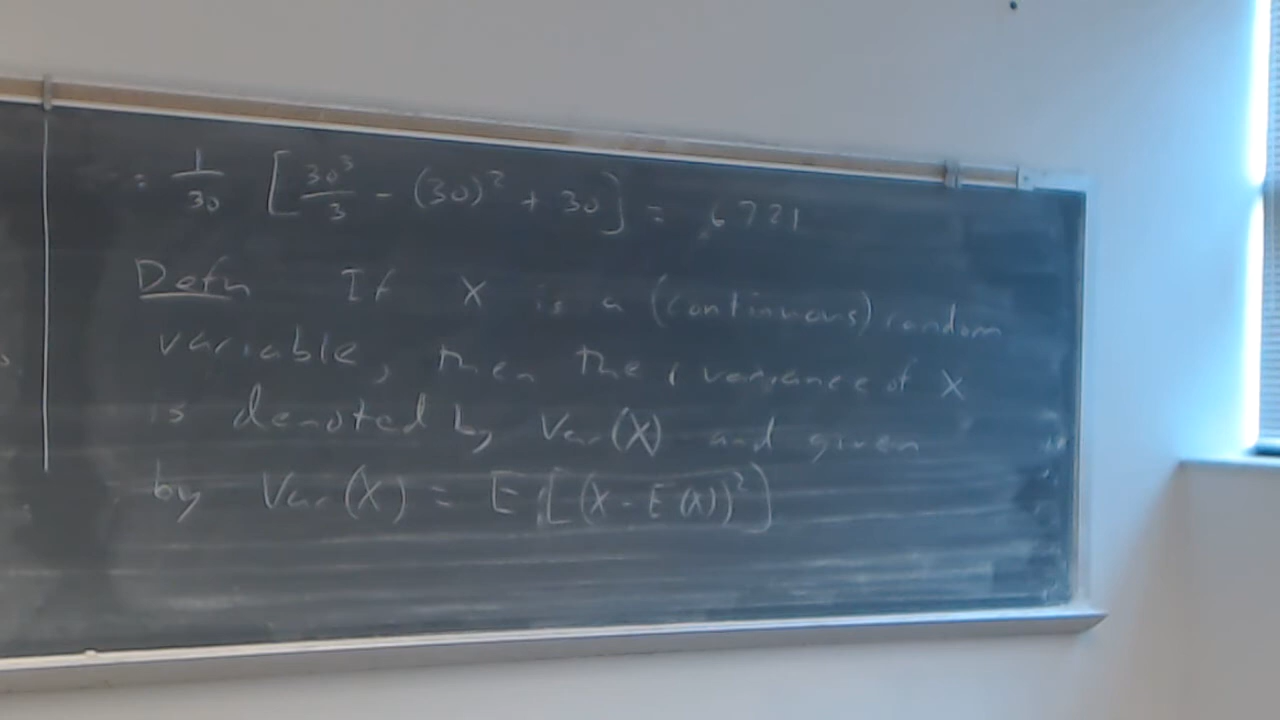 = 1/30 [30³/3 - (30)² + 30] = 6721
Defn If X is a (continuous) random
variable, then the variance of X
is denoted by Var(X) and given
by Var(X) = E[(X - E(X))²]